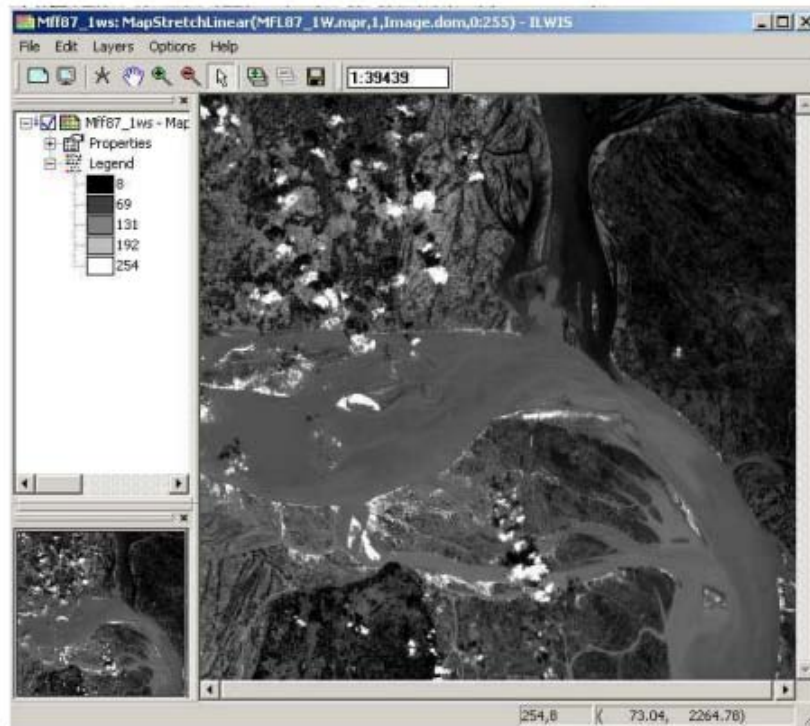 Mff87_1ws: MapStretchLinear(MFL87_1W.mpr,1,Image.dom,0:255) - ILWIS
File Edit Layers Options Help
1:39439
Mff87_1ws - Map
Properties
Legend
8
69
131
192
254
254,8 ( 73.04, 2264.78)